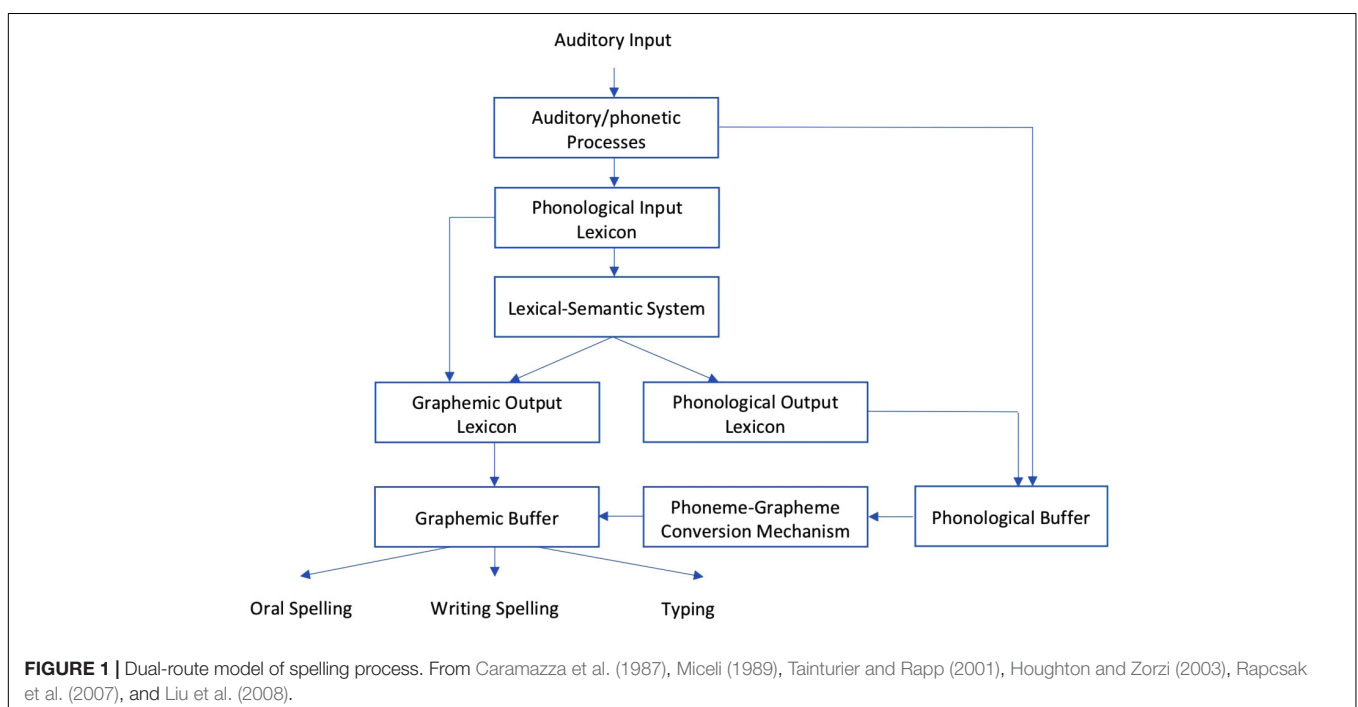 Auditory Input
Auditory/phonetic
Processes
Phonological Input
Lexicon
Lexical-Semantic System
Graphemic Output
Lexicon
Phonological Output
Lexicon
Graphemic Buffer
Phoneme-Grapheme
Conversion Mechanism
Phonological Buffer
Oral Spelling
Writing Spelling
Typing
FIGURE 1 | Dual-route model of spelling process. From Caramazza et al. (1987), Miceli (1989), Tainturier and Rapp (2001), Houghton and Zorzi (2003), Rapcsak
et al. (2007), and Liu et al. (2008).